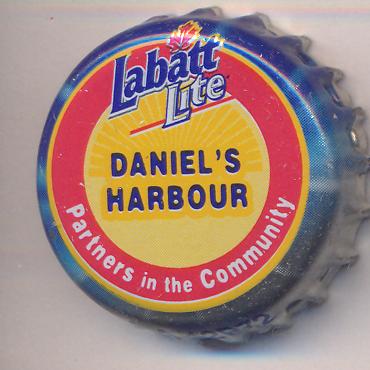 Labatt
Lite
DANIEL'S
HARBOUR
Partners in the Community